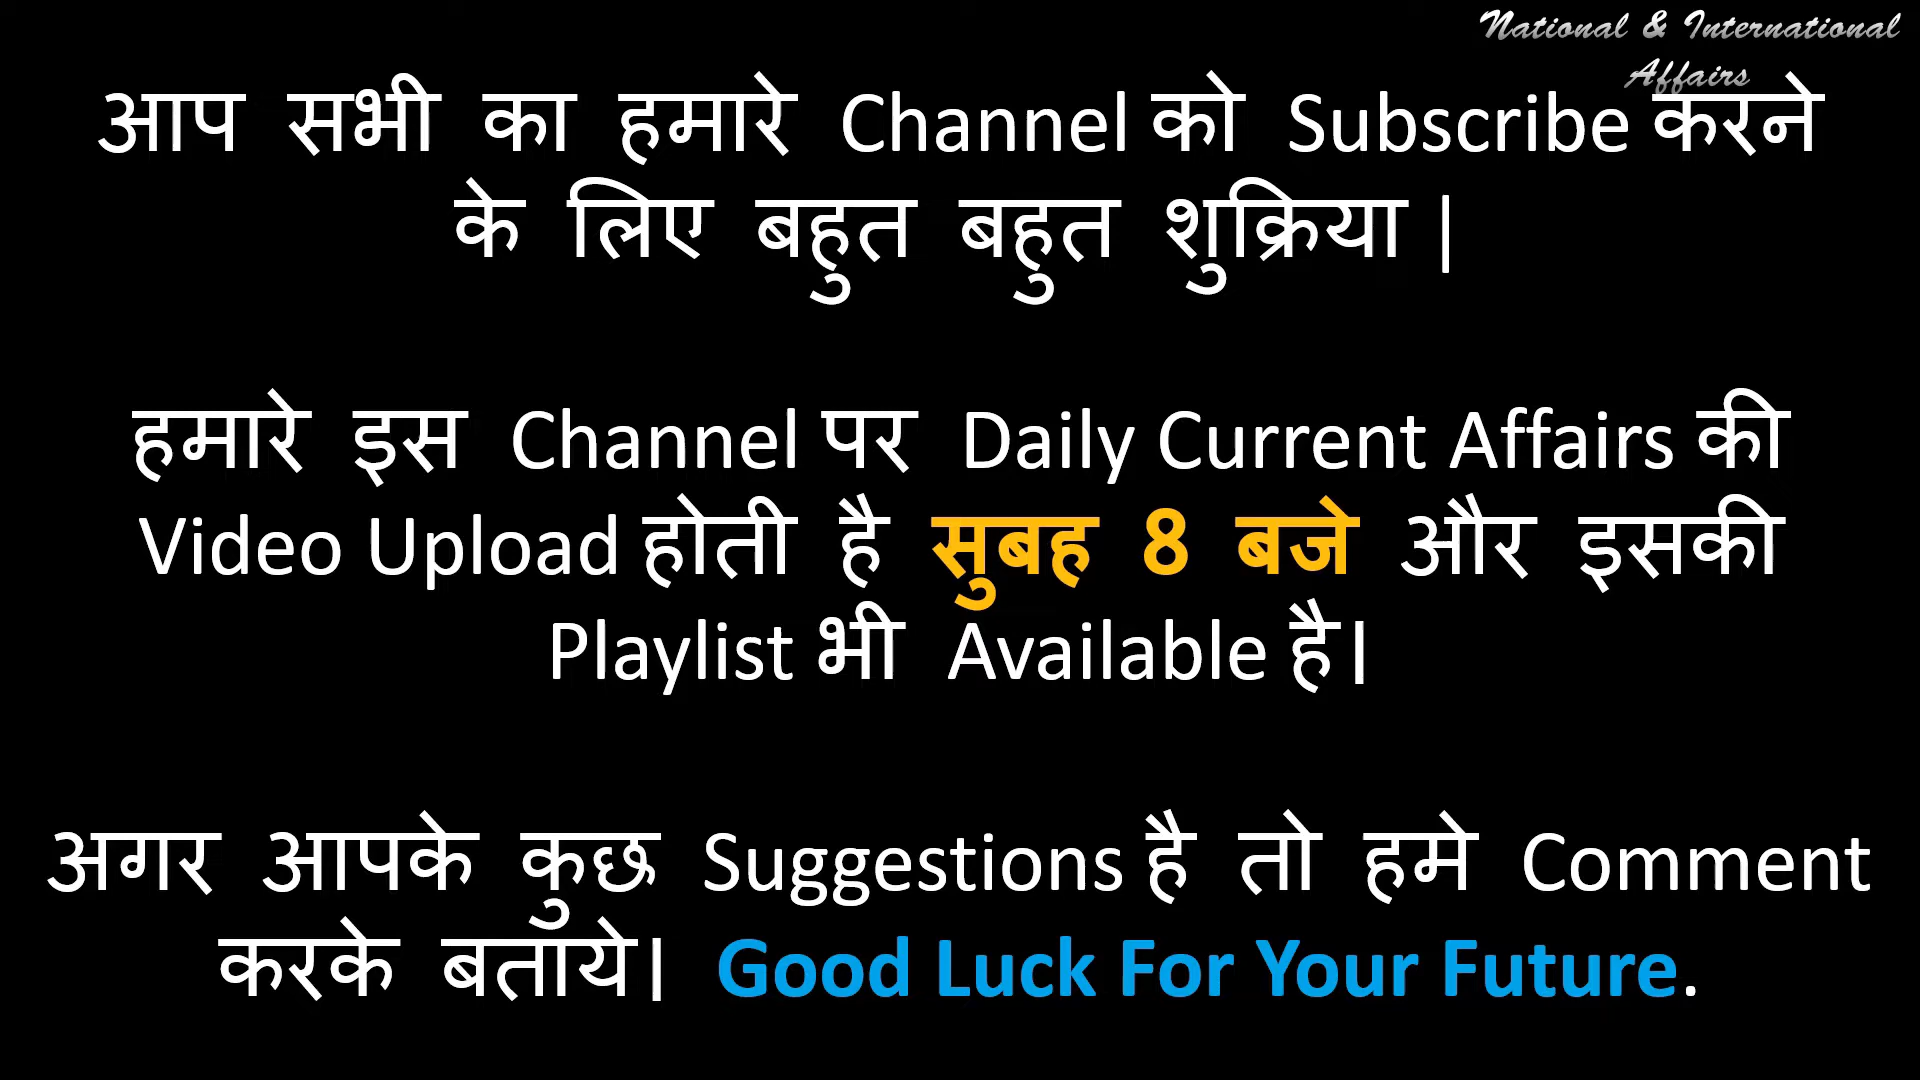 National & International
Affairs
आप सभी का हमारे Channel को Subscribe करने
के लिए बहुत बहुत शुक्रिया |
हमारे इस Channel पर Daily Current Affairs की
Video Upload होती है सुबह 8 बजे और इसकी
Playlist भी Available है।
अगर आपके कुछ Suggestions है तो हमे Comment
करके बताये। Good Luck For Your Future.